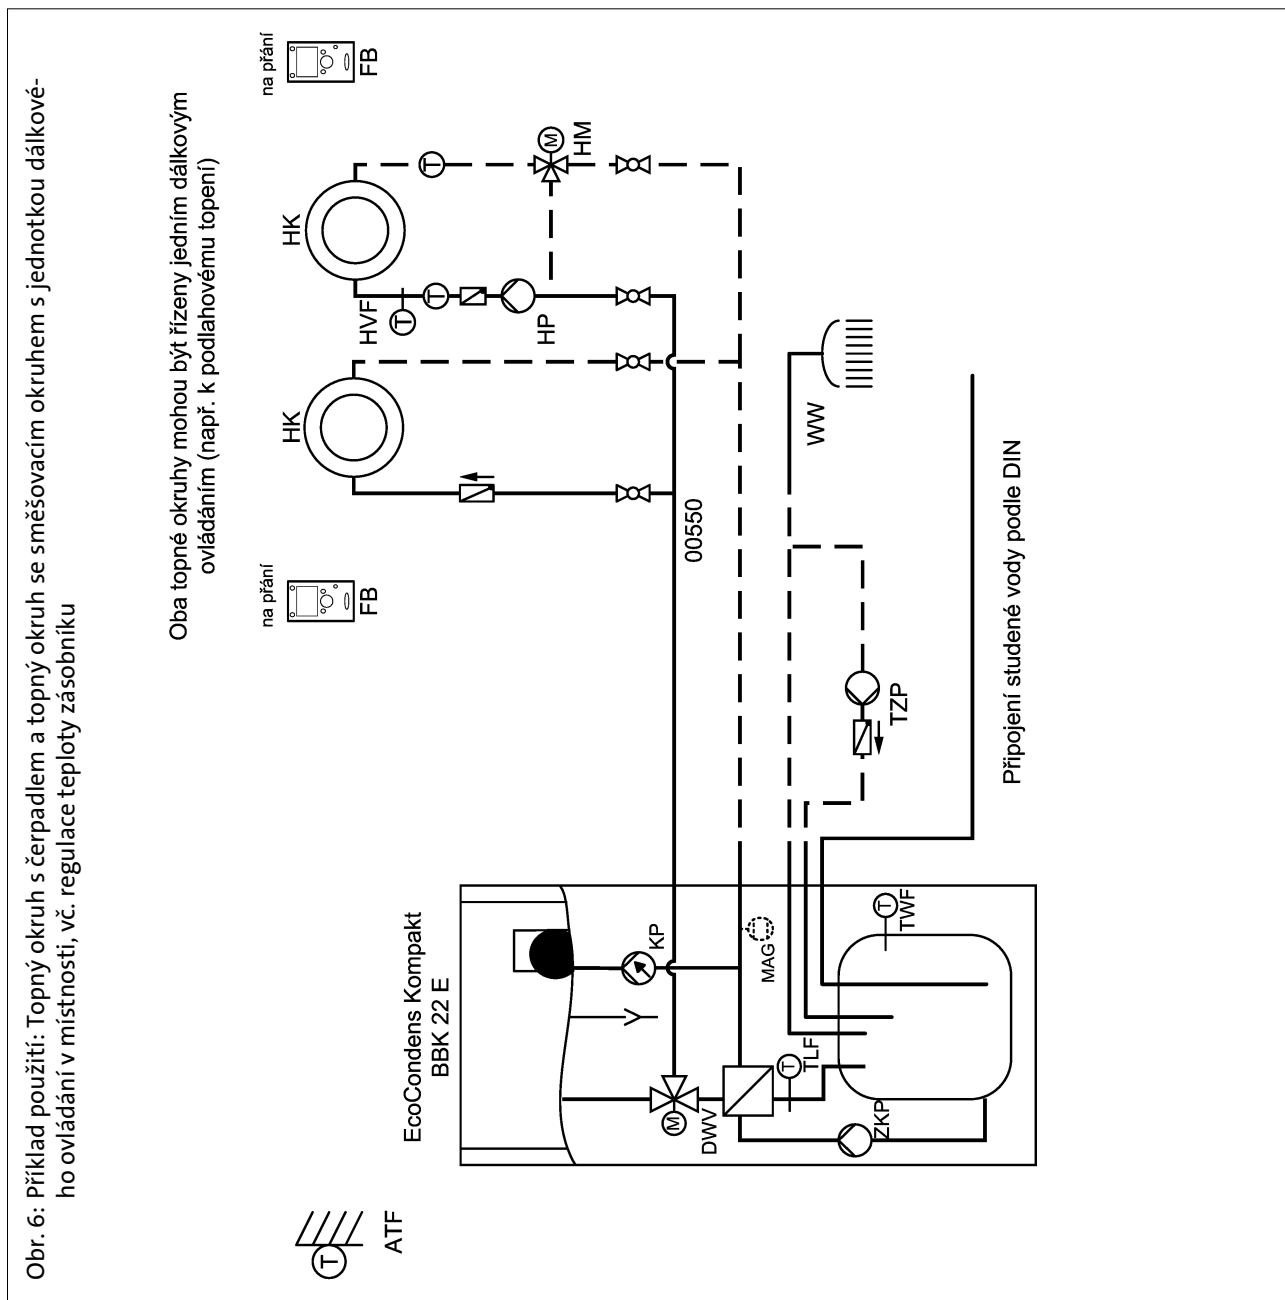 Obr. 6: Příklad použití: Topný okruh s čerpadlem a topný okruh se směšovacím okruhem s jednotkou dálkové-
ho ovládání v místnosti, vč. regulace teploty zásobníku
Oba topné okruhy mohou být řízeny jedním dálkovým
ovládáním (např. k podlahovému topení)
na přání
FB
na přání
FB
HK
HK
HVF
T
T
T
HP
M
HM
00550
ATF
T
EcoCondens Kompakt
BBK 22 E
KP
M
DWV
MAG
T
TLF
ZKP
T
TWF
TZP
WW
Připojení studené vody podle DIN